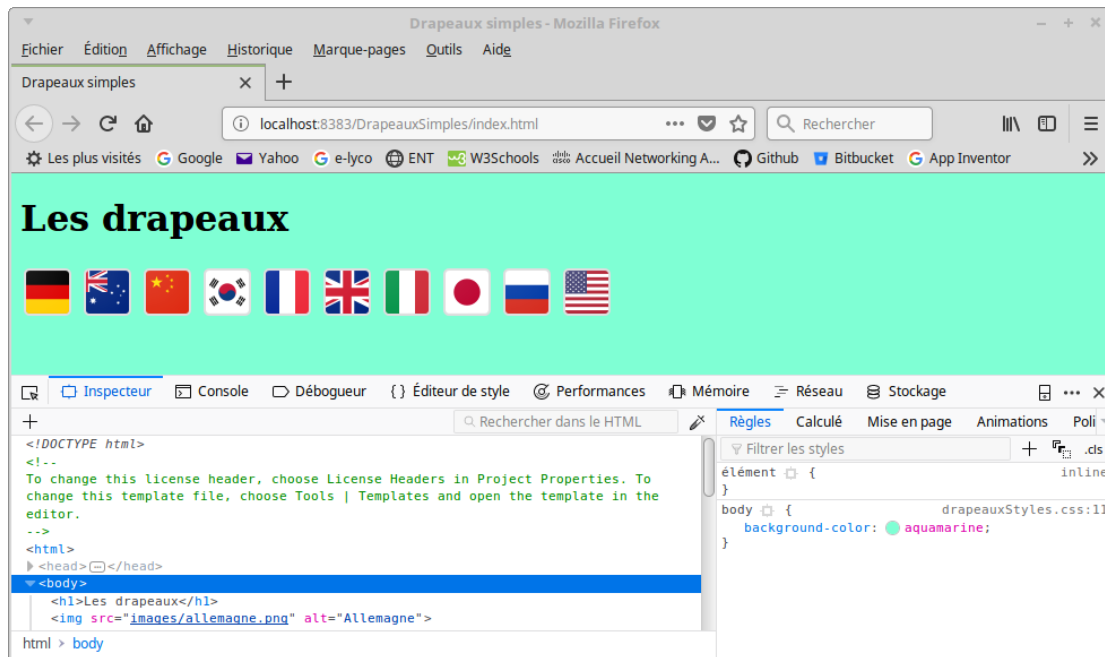 Drapeaux simples - Mozilla Firefox
Fichier Édition Affichage Historique Marque-pages Outils Aide
Drapeaux simples
localhost:8383/DrapeauxSimples/index.html Rechercher
Les plus visités Google Yahoo e-lyco ENT W3Schools Accueil Networking A... Github Bitbucket App Inventor
Les drapeaux
Inspecteur Console Débogueur { } Éditeur de style Performances Mémoire Réseau Stockage
Rechercher dans le HTML Règles Calculé Mise en page Animations Poli
Filtrer les styles .cls
<!DOCTYPE html>
<!--
To change this license header, choose License Headers in Project Properties. To
change this template file, choose Tools | Templates and open the template in the
editor.
-->
<html>
<head></head>
<body>
<h1>Les drapeaux</h1>
<img src="images/allemagne.png" alt="Allemagne">
html > body
élément { inline
}
body { drapeauxStyles.css:11
background-color: aquamarine;
}